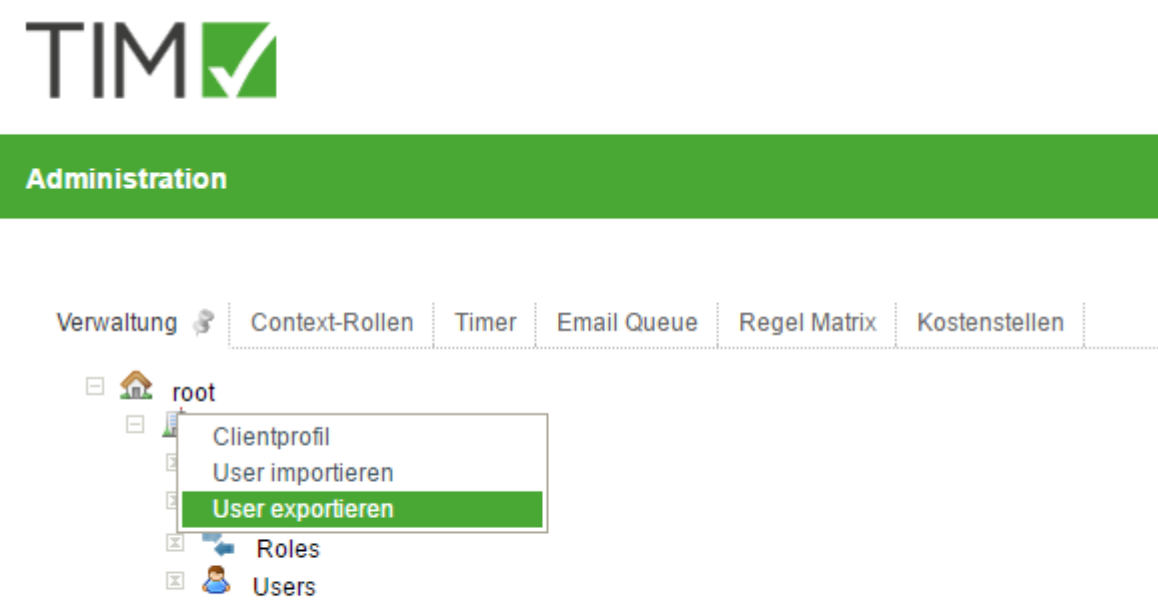 TIM
Administration
Verwaltung Context-Rollen Timer Email Queue Regel Matrix Kostenstellen
root
Clientprofil
User importieren
User exportieren
Roles
Users